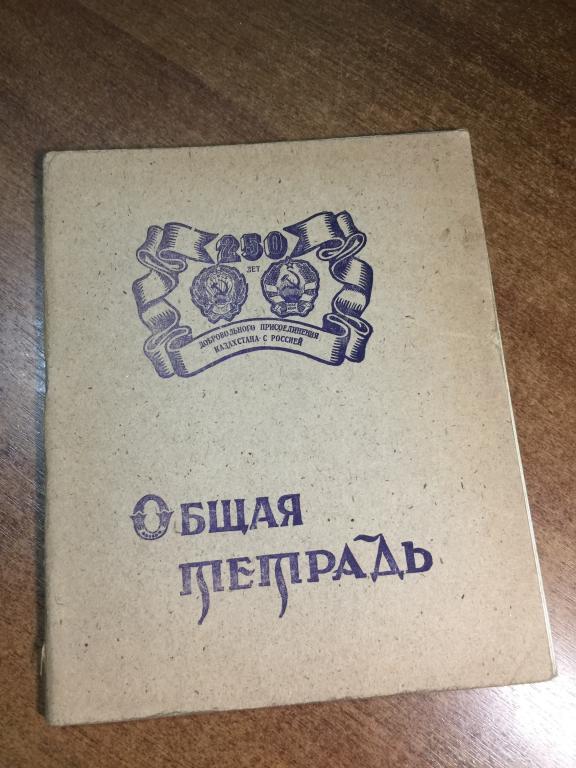 250
ЛЕТ
ДОБРОВОЛЬНОГО ПРИСОЕДИНЕНИЯ
КАЗАХСТАНА С РОССИЕЙ
ОБЩАЯ
ТЕТРАДЬ